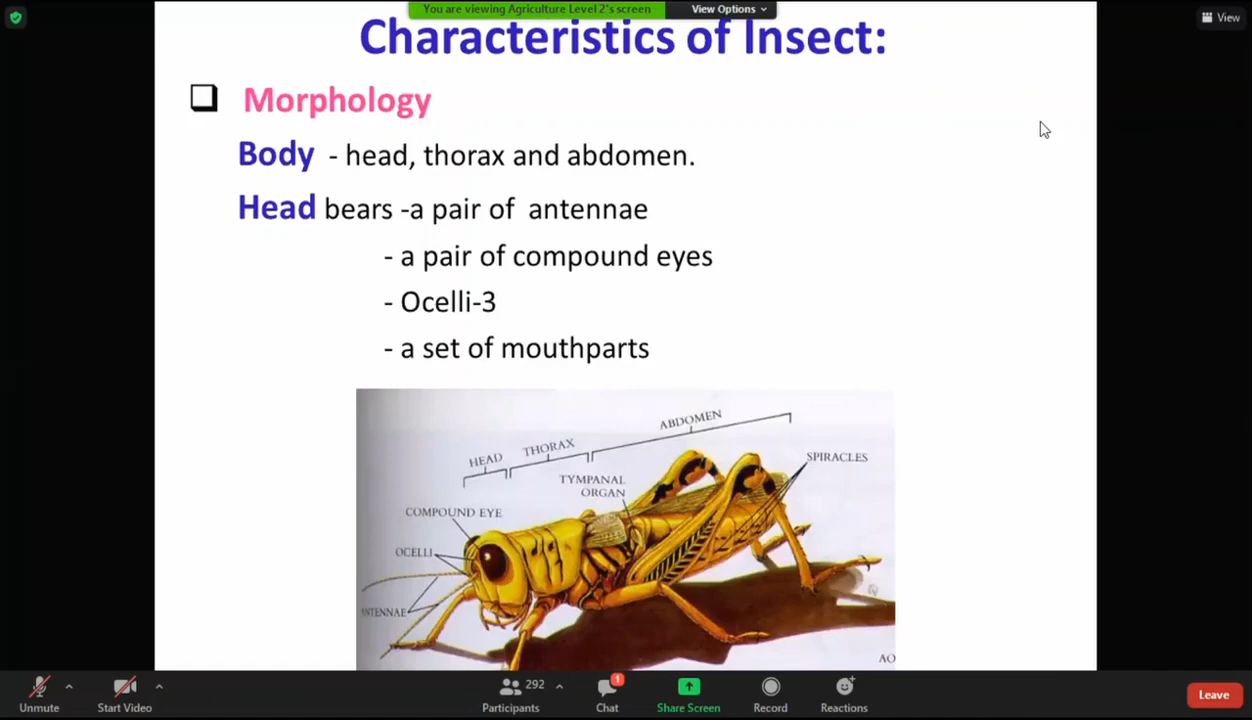 You are viewing Agriculture Level 2's screen
View Options
View
Characteristics of Insect:
Morphology
Body - head, thorax and abdomen.
Head bears -a pair of antennae
- a pair of compound eyes
- Ocelli-3
- a set of mouthparts
ABDOMEN
THORAX
HEAD
SPIRACLES
TYMPANAL
ORGAN
COMPOUND EYE
OCELLI
ANTENNAE
AO
Unmute
Start Video
292
Participants
1
Chat
Share Screen
Record
Reactions
Leave